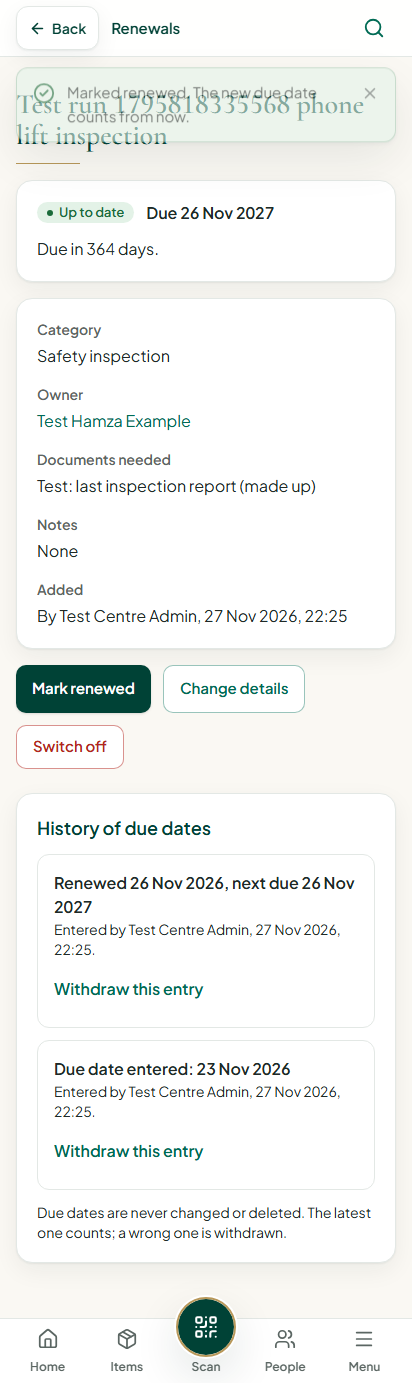 Back
Renewals
Marked renewed. The new due date
counts from now.
Test run 1795818335568 phone
lift inspection
Up to date
Due 26 Nov 2027
Due in 364 days.
Category
Safety inspection
Owner
Test Hamza Example
Documents needed
Test: last inspection report (made up)
Notes
None
Added
By Test Centre Admin, 27 Nov 2026, 22:25
Mark renewed
Change details
Switch off
History of due dates
Renewed 26 Nov 2026, next due 26 Nov
2027
Entered by Test Centre Admin, 27 Nov 2026,
22:25.
Withdraw this entry
Due date entered: 23 Nov 2026
Entered by Test Centre Admin, 27 Nov 2026,
22:25.
Withdraw this entry
Due dates are never changed or deleted. The latest
one counts; a wrong one is withdrawn.
Home
Items
Scan
People
Menu